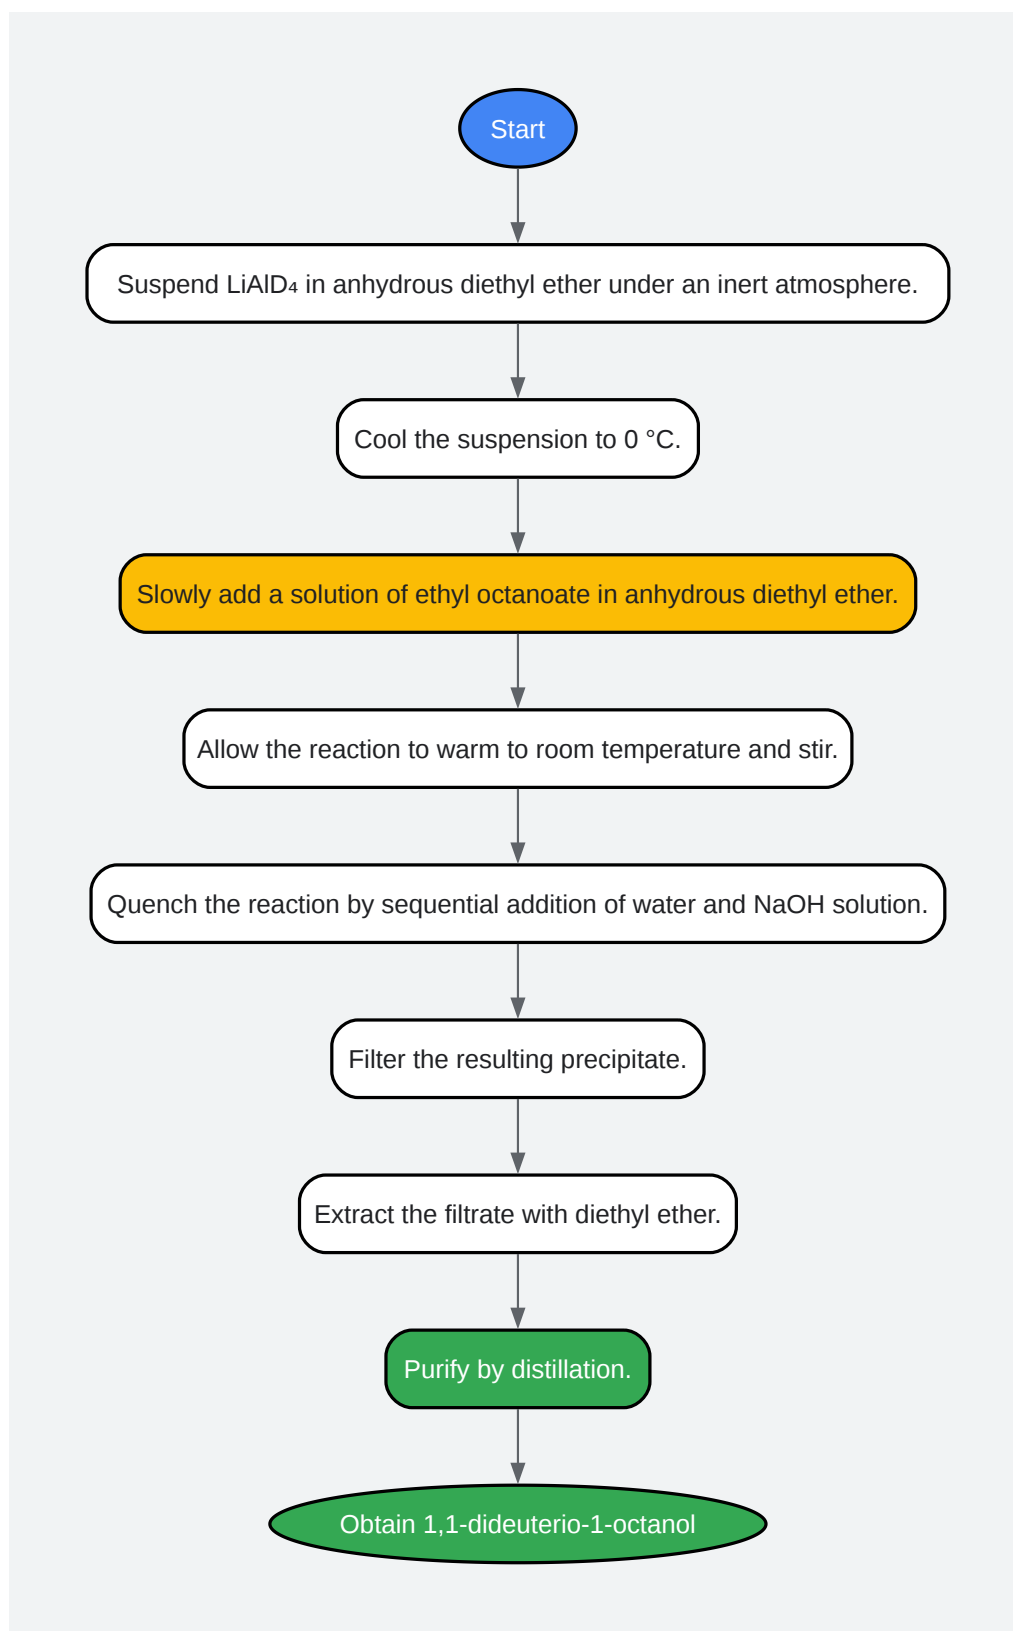 Start
Suspend LiAlD₄ in anhydrous diethyl ether under an inert atmosphere.
Cool the suspension to 0 °C.
Slowly add a solution of ethyl octanoate in anhydrous diethyl ether.
Allow the reaction to warm to room temperature and stir.
Quench the reaction by sequential addition of water and NaOH solution.
Filter the resulting precipitate.
Extract the filtrate with diethyl ether.
Purify by distillation.
Obtain 1,1-dideuterio-1-octanol